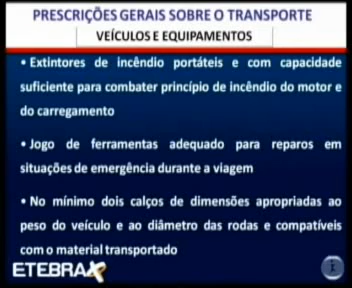 PRESCRIÇÕES GERAIS SOBRE O TRANSPORTE
VEÍCULOS E EQUIPAMENTOS
• Extintores de incêndio portáteis e com capacidade
suficiente para combater princípio de incêndio do motor e
do carregamento
• Jogo de ferramentas adequado para reparos em
situações de emergência durante a viagem
• No mínimo dois calços de dimensões apropriadas ao
peso do veículo e ao diâmetro das rodas e compatíveis
com o material transportado
ETEBRAX